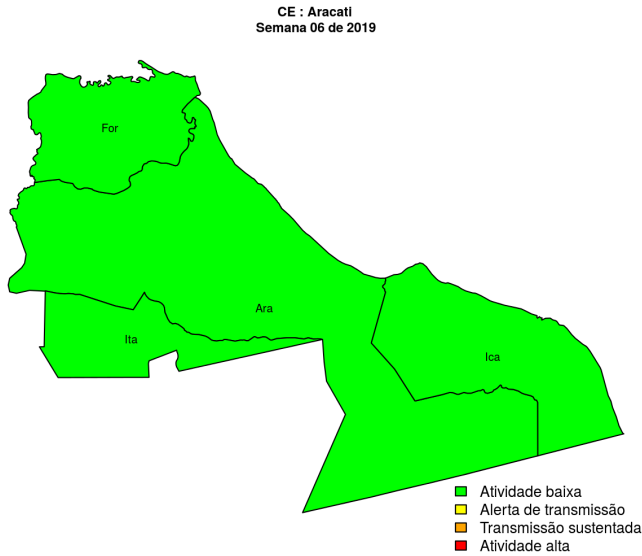 CE : Aracati
Semana 06 de 2019
For
Ara
Ita
Ica
Atividade baixa
Alerta de transmissão
Transmissão sustentada
Atividade alta